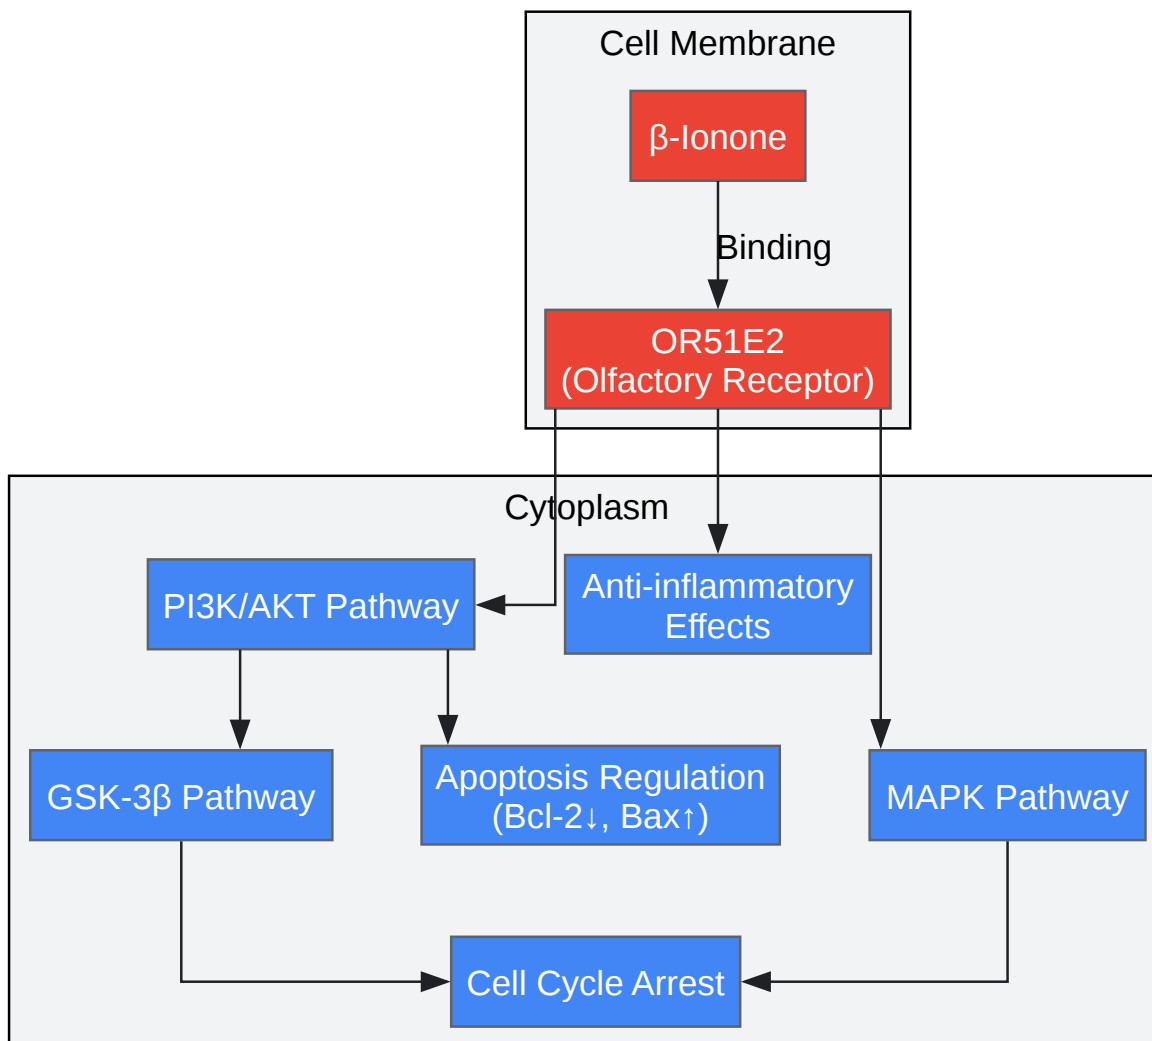 Cell Membrane
β-Ionone
Binding
OR51E2
(Olfactory Receptor)
Cytoplasm
PI3K/AKT Pathway
Anti-inflammatory
Effects
GSK-3β Pathway
Apoptosis Regulation
(Bcl-2↓, Bax↑)
MAPK Pathway
Cell Cycle Arrest